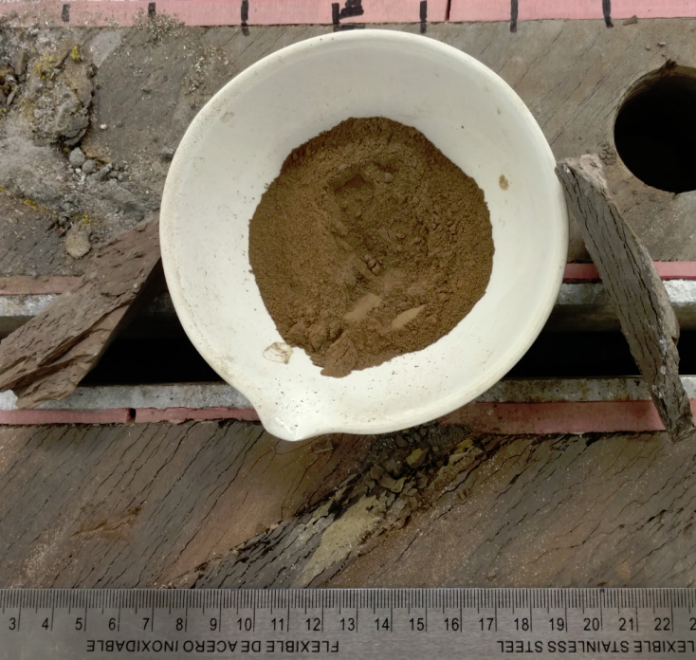 3 4 5 6 7 8 9 10 11 12 13 14 15 16 17 18 19 20 21 22
FLEXIBLE DE ACERO INOXIDABLE FLEXIBLE STAINLESS STEEL